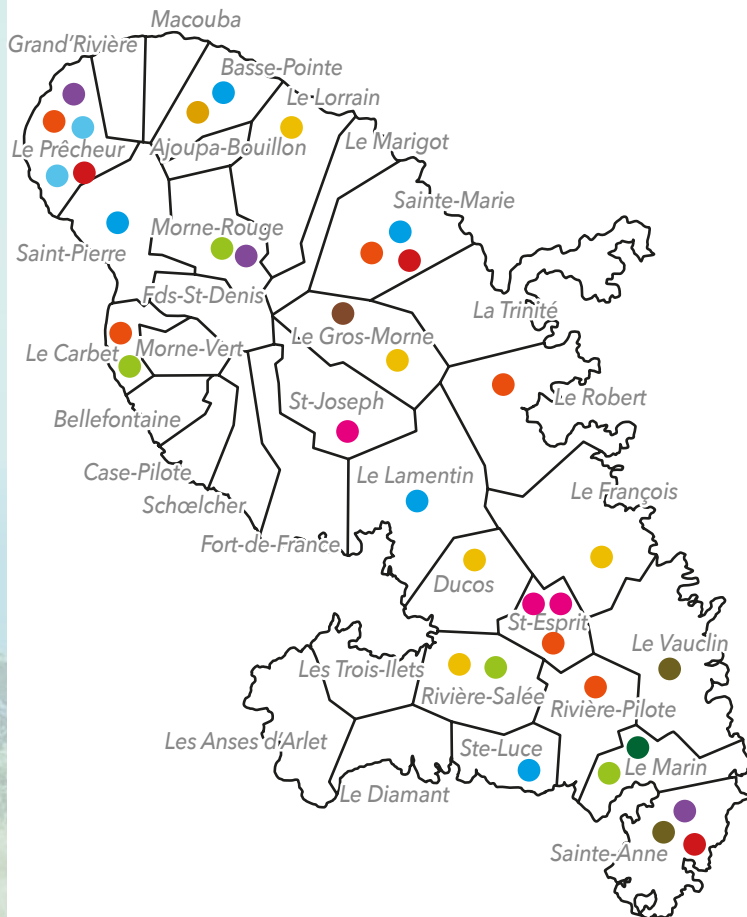 Macouba
Grand'Rivière
Basse-Pointe
Le Lorrain
Le Marigot
Le Prêcheur
Ajoupa-Bouillon
Sainte-Marie
Morne-Rouge
Saint-Pierre
Fds-St-Denis
La Trinité
Le Gros-Morne
Le Carbet
Morne-Vert
Le Robert
St-Joseph
Bellefontaine
Case-Pilote
Le Lamentin
Schœlcher
Le François
Fort-de-France
Ducos
St-Esprit
Le Vauclin
Les Trois-Ilets
Rivière-Salée
Rivière-Pilote
Les Anses d'Arlet
Ste-Luce
Le Marin
Le Diamant
Sainte-Anne